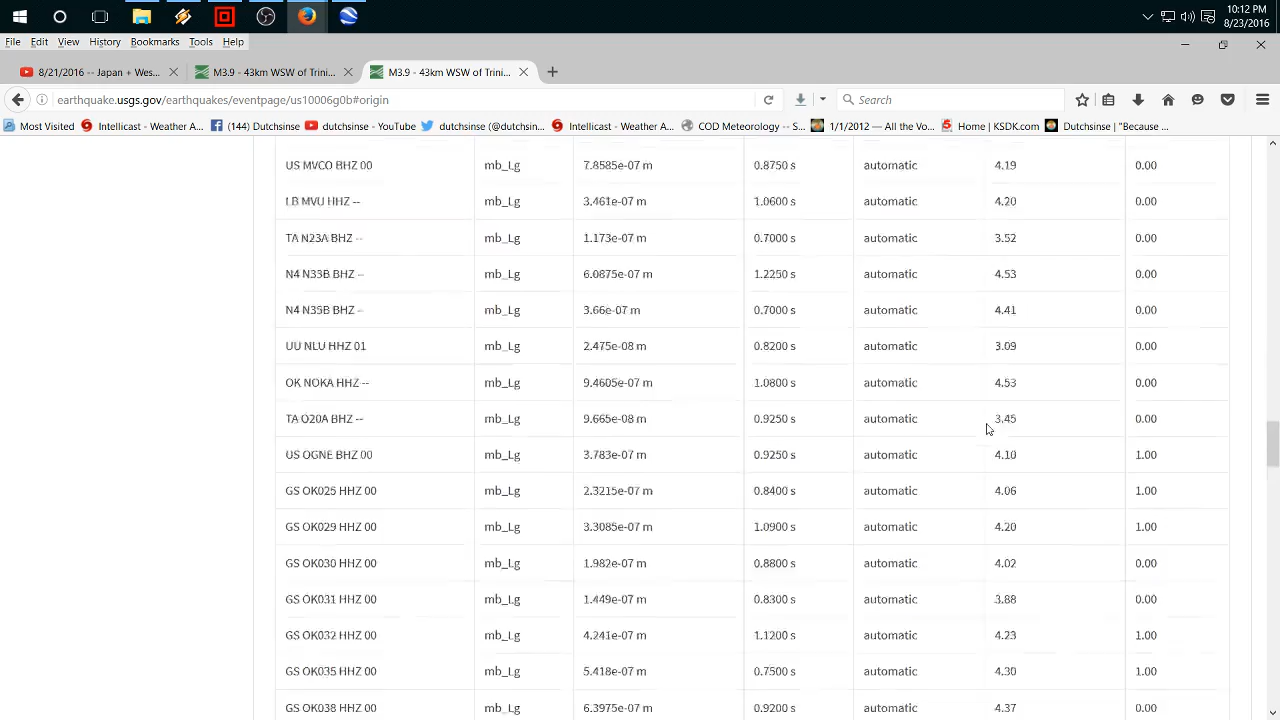 10:12 PM
8/23/2016
File Edit View History Bookmarks Tools Help
8/21/2016 -- Japan + Wes...
M3.9 - 43km WSW of Trini...
M3.9 - 43km WSW of Trini...
earthquake.usgs.gov/earthquakes/eventpage/us10006g0b#origin
Search
Most Visited Intellicast - Weather A... (144) Dutchsinse dutchsinse - YouTube dutchsinse (@dutchsin... Intellicast - Weather A... COD Meteorology -- S... 1/1/2012 — All the Vo... Home | KSDK.com Dutchsinse | "Because ...
US MVCO BHZ 00 mb_Lg 7.8585e-07 m 0.8750 s automatic 4.19 0.00
LB MVU HHZ -- mb_Lg 3.461e-07 m 1.0600 s automatic 4.20 0.00
TA N23A BHZ -- mb_Lg 1.173e-07 m 0.7000 s automatic 3.52 0.00
N4 N33B BHZ -- mb_Lg 6.0875e-07 m 1.2250 s automatic 4.53 0.00
N4 N35B BHZ -- mb_Lg 3.66e-07 m 0.7000 s automatic 4.41 0.00
UU NLU HHZ 01 mb_Lg 2.475e-08 m 0.8200 s automatic 3.09 0.00
OK NOKA HHZ -- mb_Lg 9.4605e-07 m 1.0800 s automatic 4.53 0.00
TA O20A BHZ -- mb_Lg 9.665e-08 m 0.9250 s automatic 3.45 0.00
US OGNE BHZ 00 mb_Lg 3.783e-07 m 0.9250 s automatic 4.10 1.00
GS OK025 HHZ 00 mb_Lg 2.3215e-07 m 0.8400 s automatic 4.06 1.00
GS OK029 HHZ 00 mb_Lg 3.3085e-07 m 1.0900 s automatic 4.20 1.00
GS OK030 HHZ 00 mb_Lg 1.982e-07 m 0.8800 s automatic 4.02 0.00
GS OK031 HHZ 00 mb_Lg 1.449e-07 m 0.8300 s automatic 3.88 0.00
GS OK032 HHZ 00 mb_Lg 4.241e-07 m 1.1200 s automatic 4.23 1.00
GS OK035 HHZ 00 mb_Lg 5.418e-07 m 0.7500 s automatic 4.30 1.00
GS OK038 HHZ 00 mb_Lg 6.3975e-07 m 0.9200 s automatic 4.37 0.00